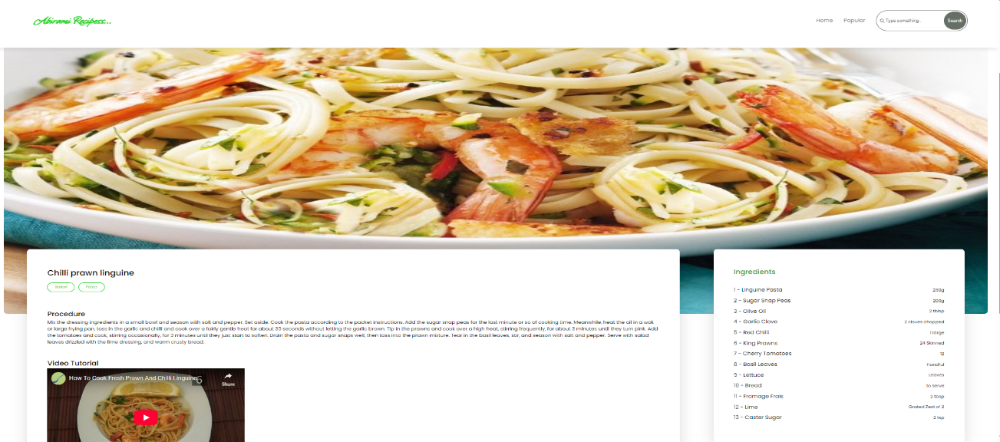 Abirami Recipess...
Home
Popular
Type something..
Search
Chilli prawn linguine
Italian
Pasta
Procedure
Mix the dressing ingredients in a small bowl and season with salt and pepper. Set aside. Cook the pasta according to the packet instructions. Add the sugar snap peas for the last minute or so of cooking time. Meanwhile, heat the oil in a wok
or large frying pan, toss in the garlic and chilli and cook over a fairly gentle heat for about 30 seconds without letting the garlic brown. Tip in the prawns and cook over a high heat, stirring frequently, for about 3 minutes until they turn pink. Add
the tomatoes and cook, stirring occasionally, for 3 minutes until they just start to soften. Drain the pasta and sugar snaps well, then toss into the prawn mixture. Tear in the basil leaves, stir, and season with salt and pepper. Serve with salad
leaves drizzled with the lime dressing, and warm crusty bread.
Video Tutorial
How To Cook Fresh Prawn And Chilli Linguine
Share
Ingredients
1 - Linguine Pasta 280g
2 - Sugar Snap Peas 200g
3 - Olive Oil 2 tblsp
4 - Garlic Clove 2 cloves chopped
5 - Red Chilli 1 large
6 - King Prawns 24 Skinned
7 - Cherry Tomatoes 12
8 - Basil Leaves Handful
9 - Lettuce Leaves
10 - Bread to serve
11 - Fromage Frais 2 tbsp
12 - Lime Grated Zest of 2
13 - Caster Sugar 2 tsp